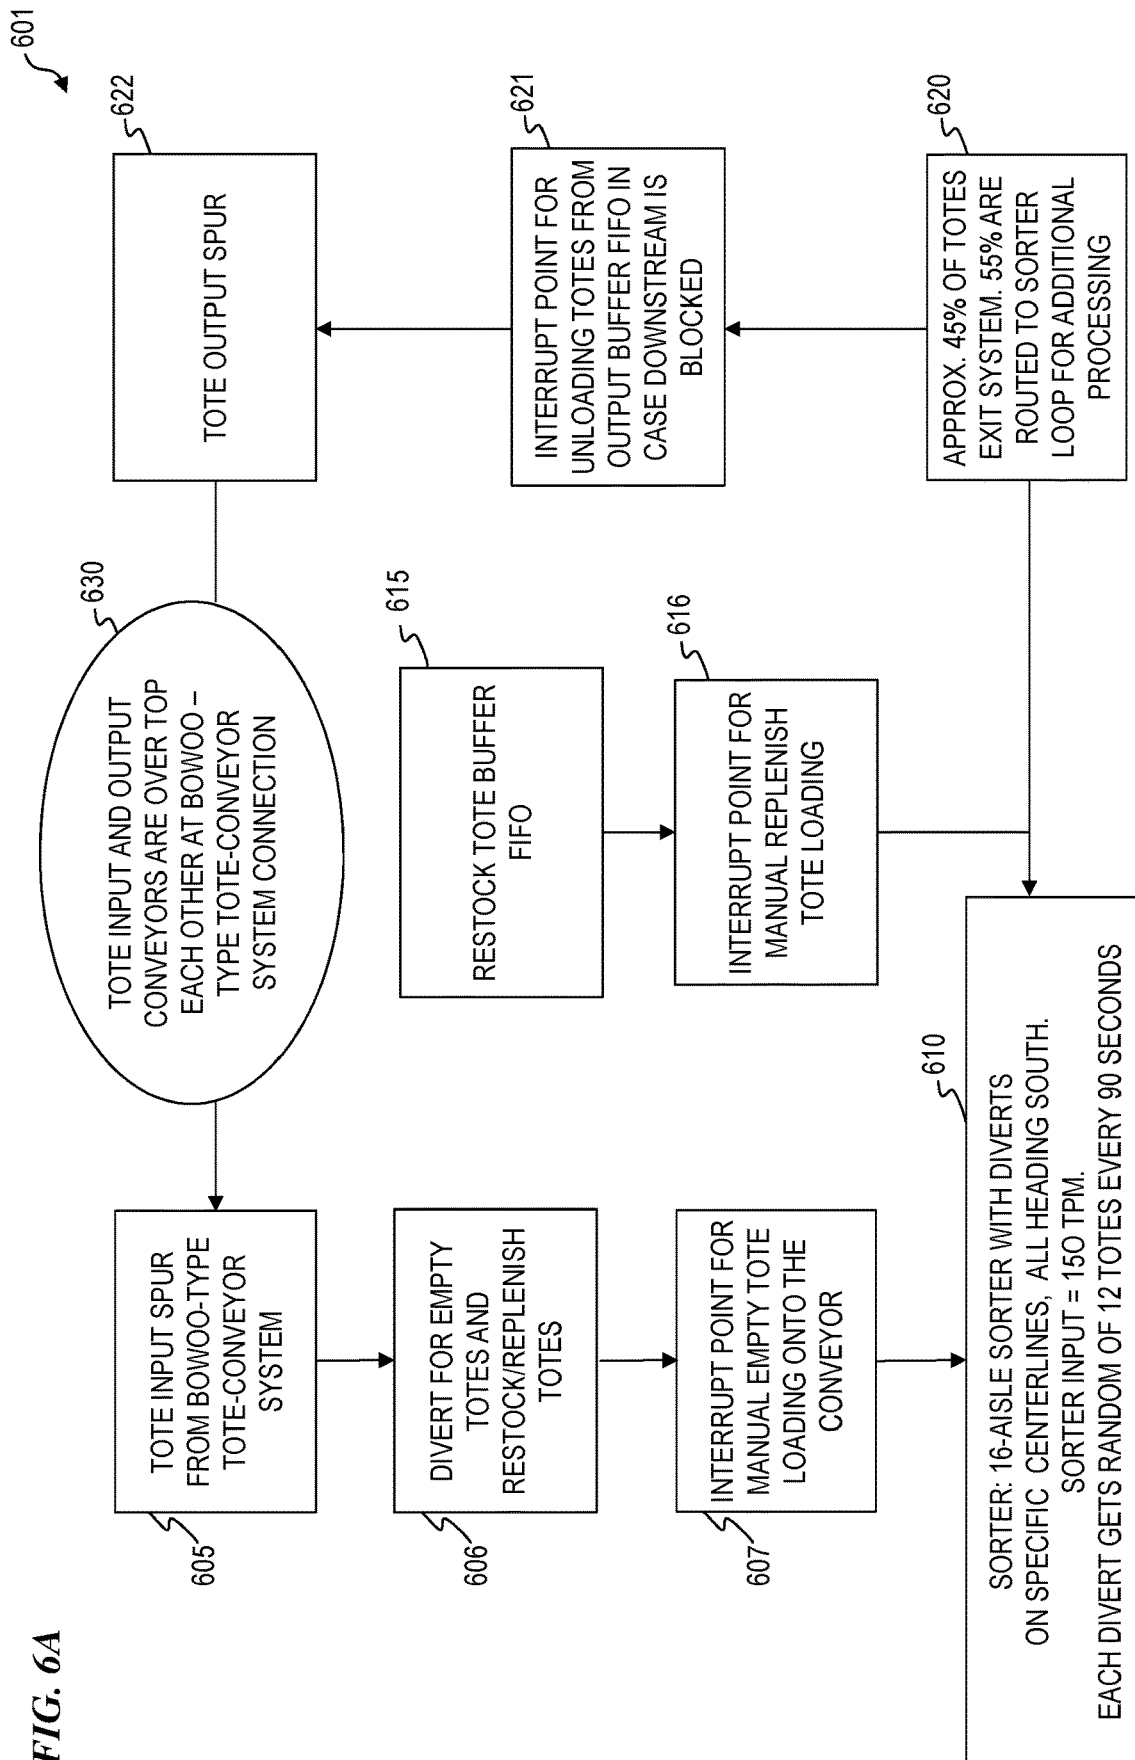 FIG. 6A
601
TOTE INPUT AND OUTPUT
CONVEYORS ARE OVER TOP
EACH OTHER AT BOWOO –
TYPE TOTE-CONVEYOR
SYSTEM CONNECTION
630
TOTE INPUT SPUR
FROM BOWOO-TYPE
TOTE-CONVEYOR
SYSTEM
605
DIVERT FOR EMPTY
TOTES AND
RESTOCK/REPLENISH
TOTES
606
INTERRUPT POINT FOR
MANUAL EMPTY TOTE
LOADING ONTO THE
CONVEYOR
607
RESTOCK TOTE BUFFER
FIFO
615
INTERRUPT POINT FOR
MANUAL REPLENISH
TOTE LOADING
616
TOTE OUTPUT SPUR
622
INTERRUPT POINT FOR
UNLOADING TOTES FROM
OUTPUT BUFFER FIFO IN
CASE DOWNSTREAM IS
BLOCKED
621
APPROX. 45% OF TOTES
EXIT SYSTEM. 55% ARE
ROUTED TO SORTER
LOOP FOR ADDITIONAL
PROCESSING
620
610
SORTER: 16-AISLE SORTER WITH DIVERTS
ON SPECIFIC CENTERLINES, ALL HEADING SOUTH.
SORTER INPUT = 15O TPM.
EACH DIVERT GETS RANDOM OF 12 TOTES EVERY 90 SECONDS